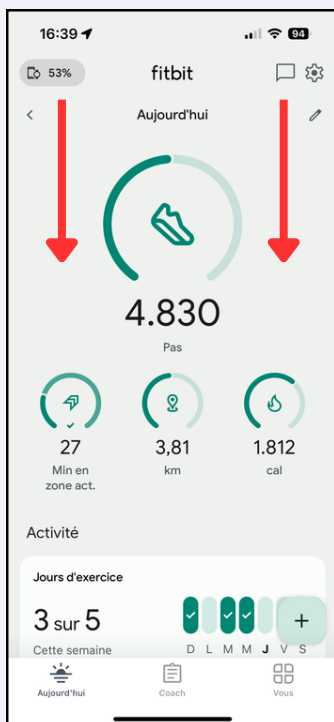 16:39
94
53%
fitbit
Aujourd'hui
4.830
Pas
27
Min en
zone act.
3,81
km
1.812
cal
Activité
Jours d'exercice
3 sur 5
Cette semaine
D L M M J V S
+
Aujourd'hui
Coach
Vous